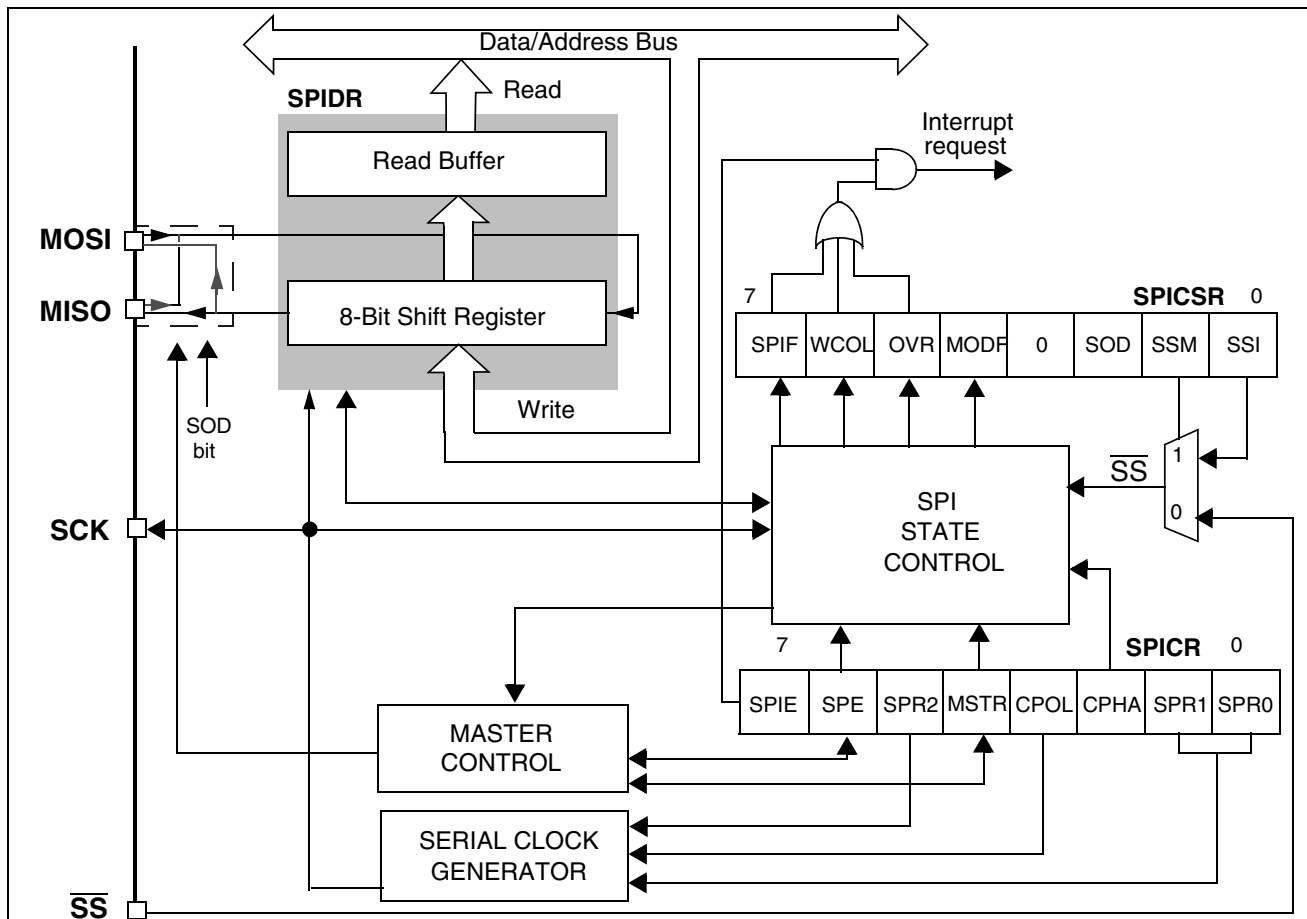 Data/Address Bus
SPIDR
Read
Read Buffer
Interrupt
request
MOSI
MISO
8-Bit Shift Register
7
SPICSR
0
SPIF
WCOL
OVR
MODF
0
SOD
SSM
SSI
Write
SOD
bit
1
SS
0
SPI
STATE
CONTROL
SCK
7
SPICR
0
SPIE
SPE
SPR2
MSTR
CPOL
CPHA
SPR1
SPR0
MASTER
CONTROL
SERIAL CLOCK
GENERATOR
SS